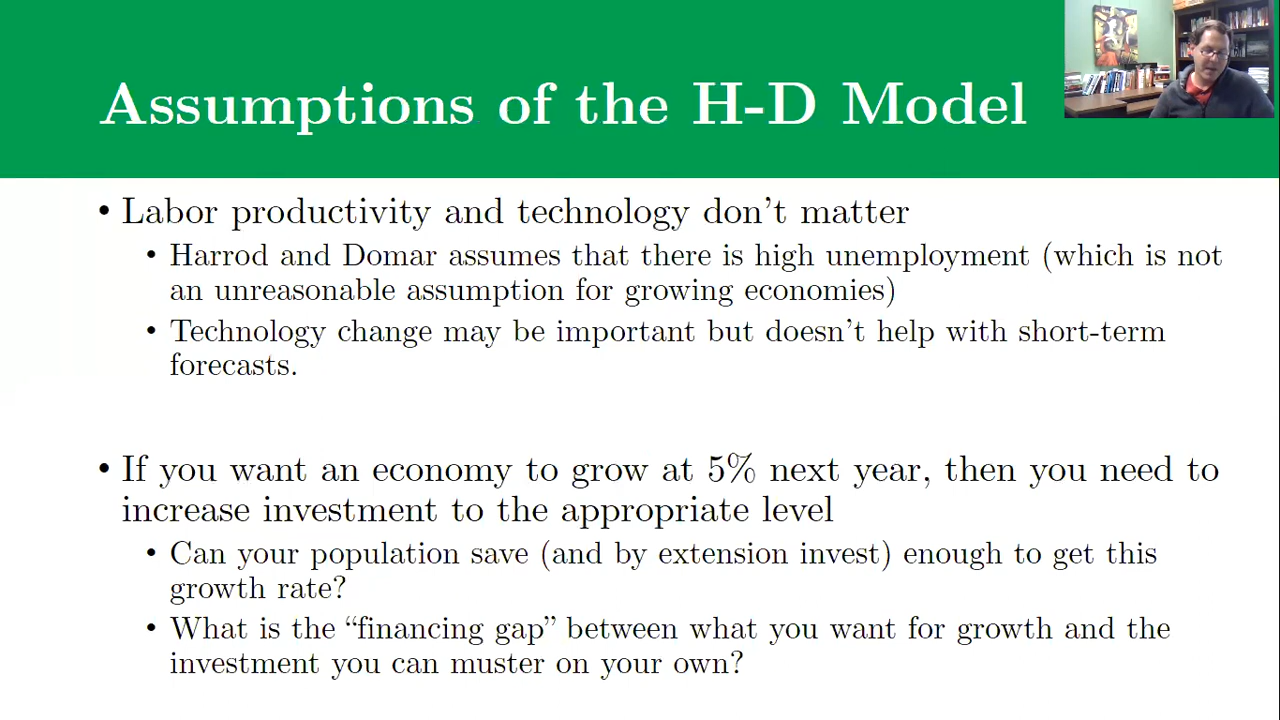 Assumptions of the H-D Model
• Labor productivity and technology don’t matter
• Harrod and Domar assumes that there is high unemployment (which is not
an unreasonable assumption for growing economies)
• Technology change may be important but doesn’t help with short-term
forecasts.
• If you want an economy to grow at 5% next year, then you need to
increase investment to the appropriate level
• Can your population save (and by extension invest) enough to get this
growth rate?
• What is the “financing gap” between what you want for growth and the
investment you can muster on your own?